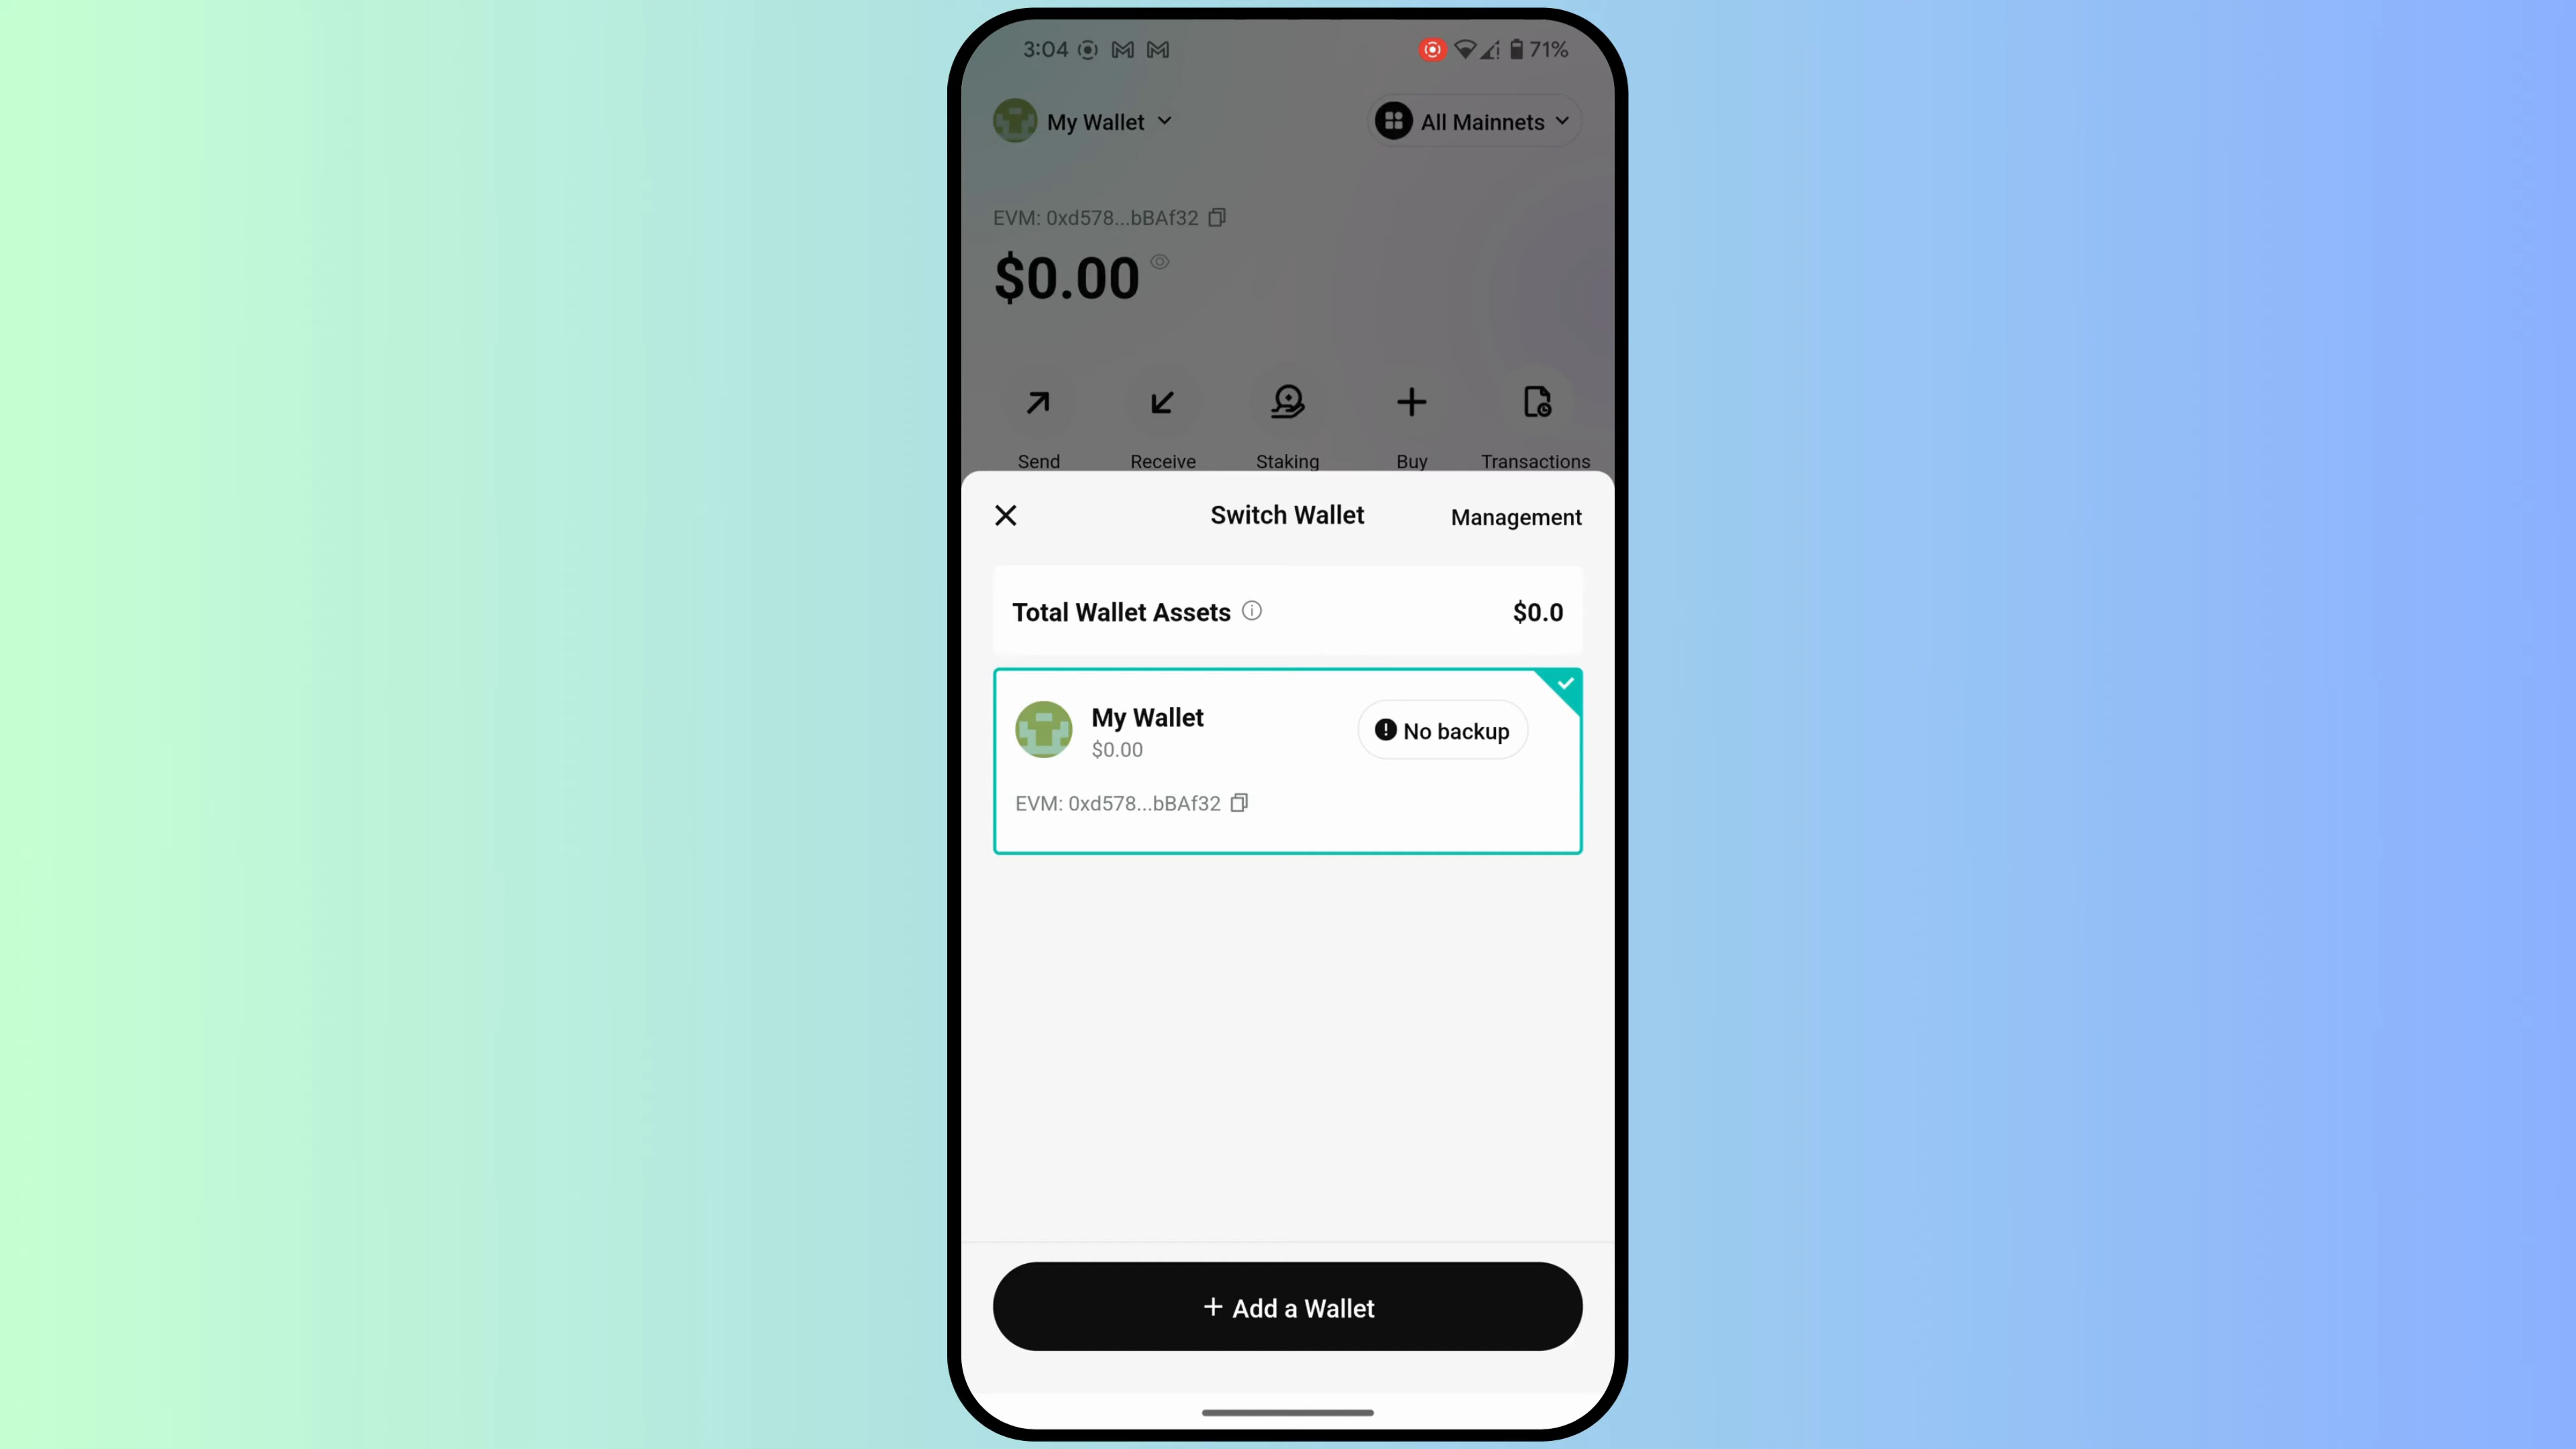 3:04
71%
My Wallet
All Mainnets
EVM: 0xd578...bBAf32
$0.00
Send
Receive
Staking
Buy
Transactions
Switch Wallet
Management
Total Wallet Assets
$0.0
My Wallet
No backup
$0.00
EVM: 0xd578...bBAf32
+ Add a Wallet